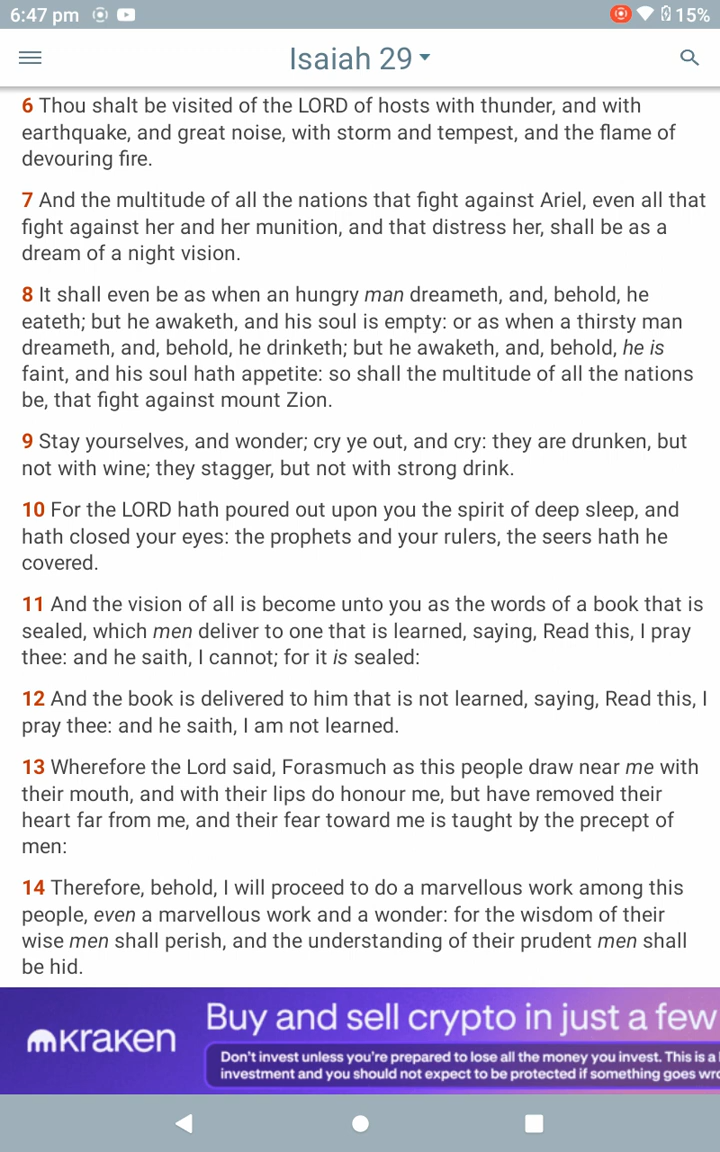 6:47 pm 15%
Isaiah 29
6 Thou shalt be visited of the LORD of hosts with thunder, and with
earthquake, and great noise, with storm and tempest, and the flame of
devouring fire.
7 And the multitude of all the nations that fight against Ariel, even all that
fight against her and her munition, and that distress her, shall be as a
dream of a night vision.
8 It shall even be as when an hungry man dreameth, and, behold, he
eateth; but he awaketh, and his soul is empty: or as when a thirsty man
dreameth, and, behold, he drinketh; but he awaketh, and, behold, he is
faint, and his soul hath appetite: so shall the multitude of all the nations
be, that fight against mount Zion.
9 Stay yourselves, and wonder; cry ye out, and cry: they are drunken, but
not with wine; they stagger, but not with strong drink.
10 For the LORD hath poured out upon you the spirit of deep sleep, and
hath closed your eyes: the prophets and your rulers, the seers hath he
covered.
11 And the vision of all is become unto you as the words of a book that is
sealed, which men deliver to one that is learned, saying, Read this, I pray
thee: and he saith, I cannot; for it is sealed:
12 And the book is delivered to him that is not learned, saying, Read this, I
pray thee: and he saith, I am not learned.
13 Wherefore the Lord said, Forasmuch as this people draw near me with
their mouth, and with their lips do honour me, but have removed their
heart far from me, and their fear toward me is taught by the precept of
men:
14 Therefore, behold, I will proceed to do a marvellous work among this
people, even a marvellous work and a wonder: for the wisdom of their
wise men shall perish, and the understanding of their prudent men shall
be hid.
kraken
Buy and sell crypto in just a few
Don't invest unless you're prepared to lose all the money you invest. This is a
investment and you should not expect to be protected if something goes